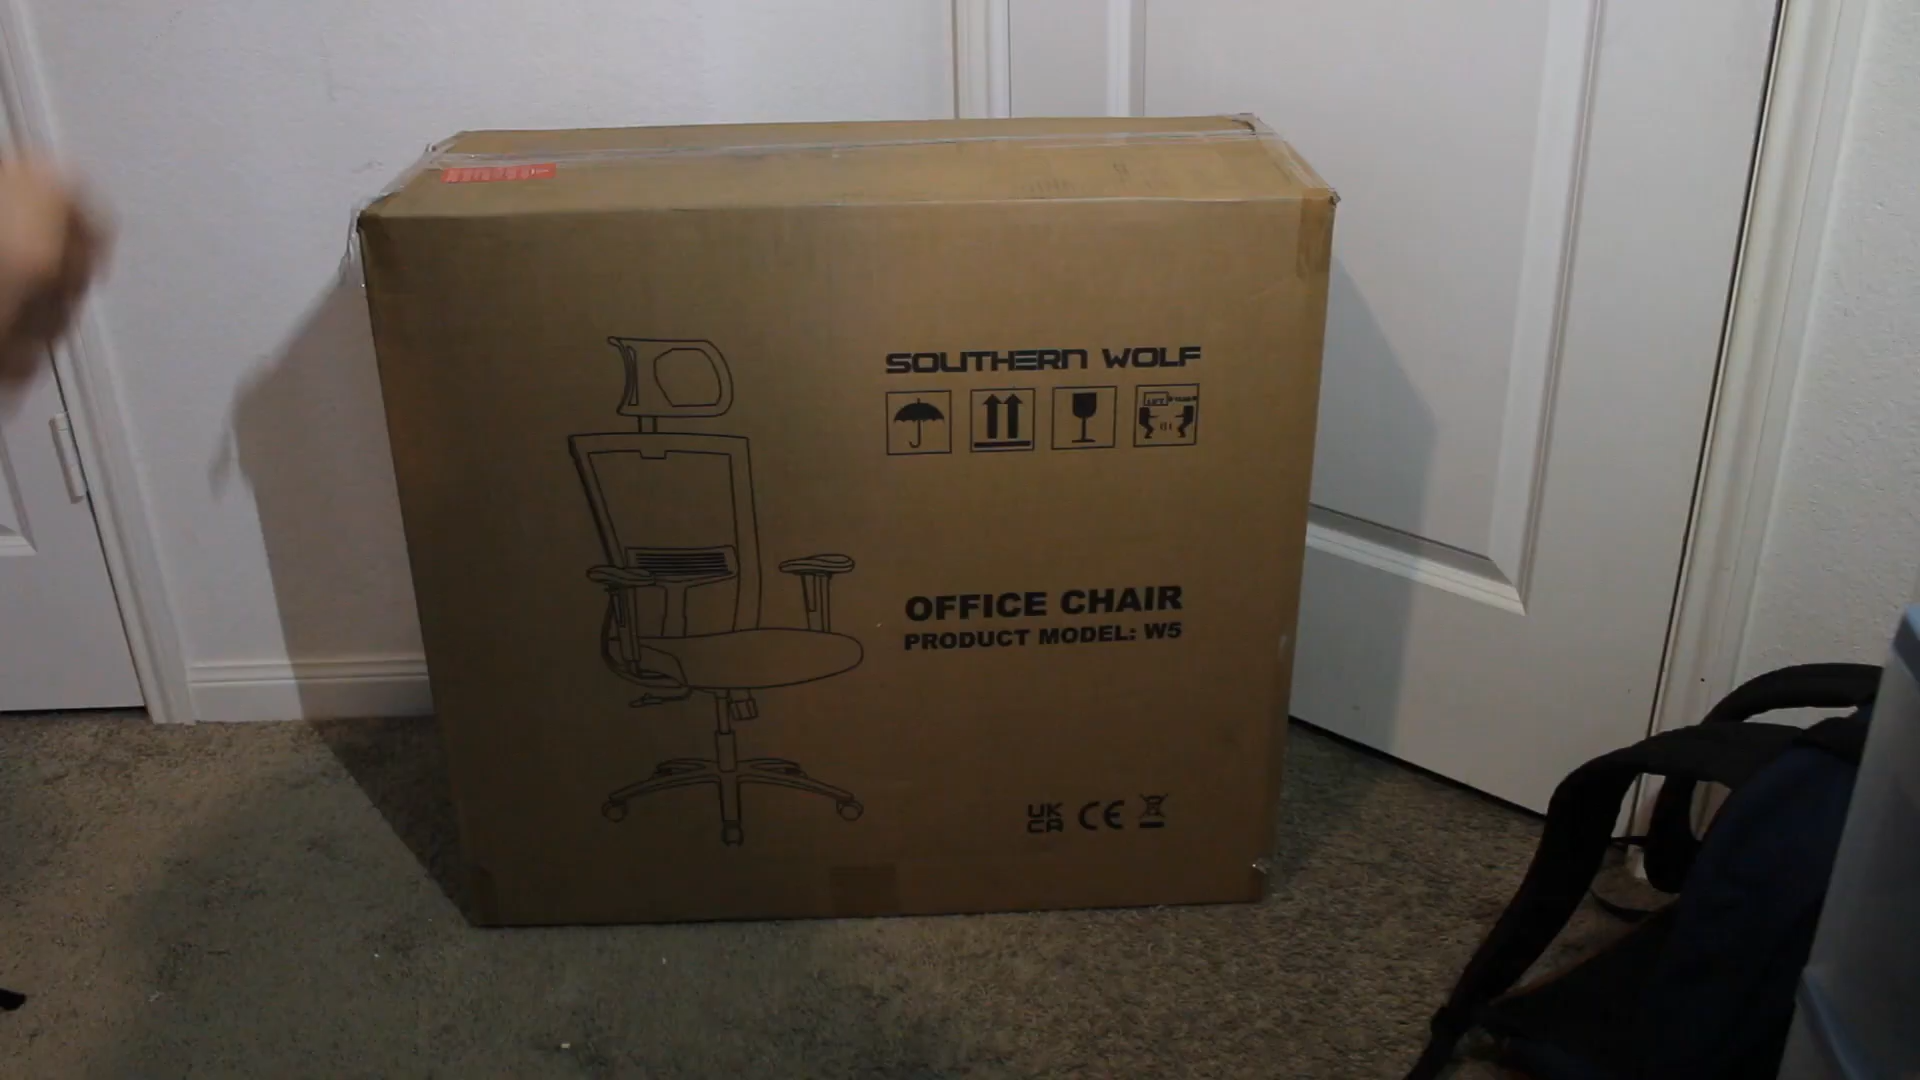 SOUTHERN WOLF
OFFICE CHAIR
PRODUCT MODEL: W5
UK
CA
CE